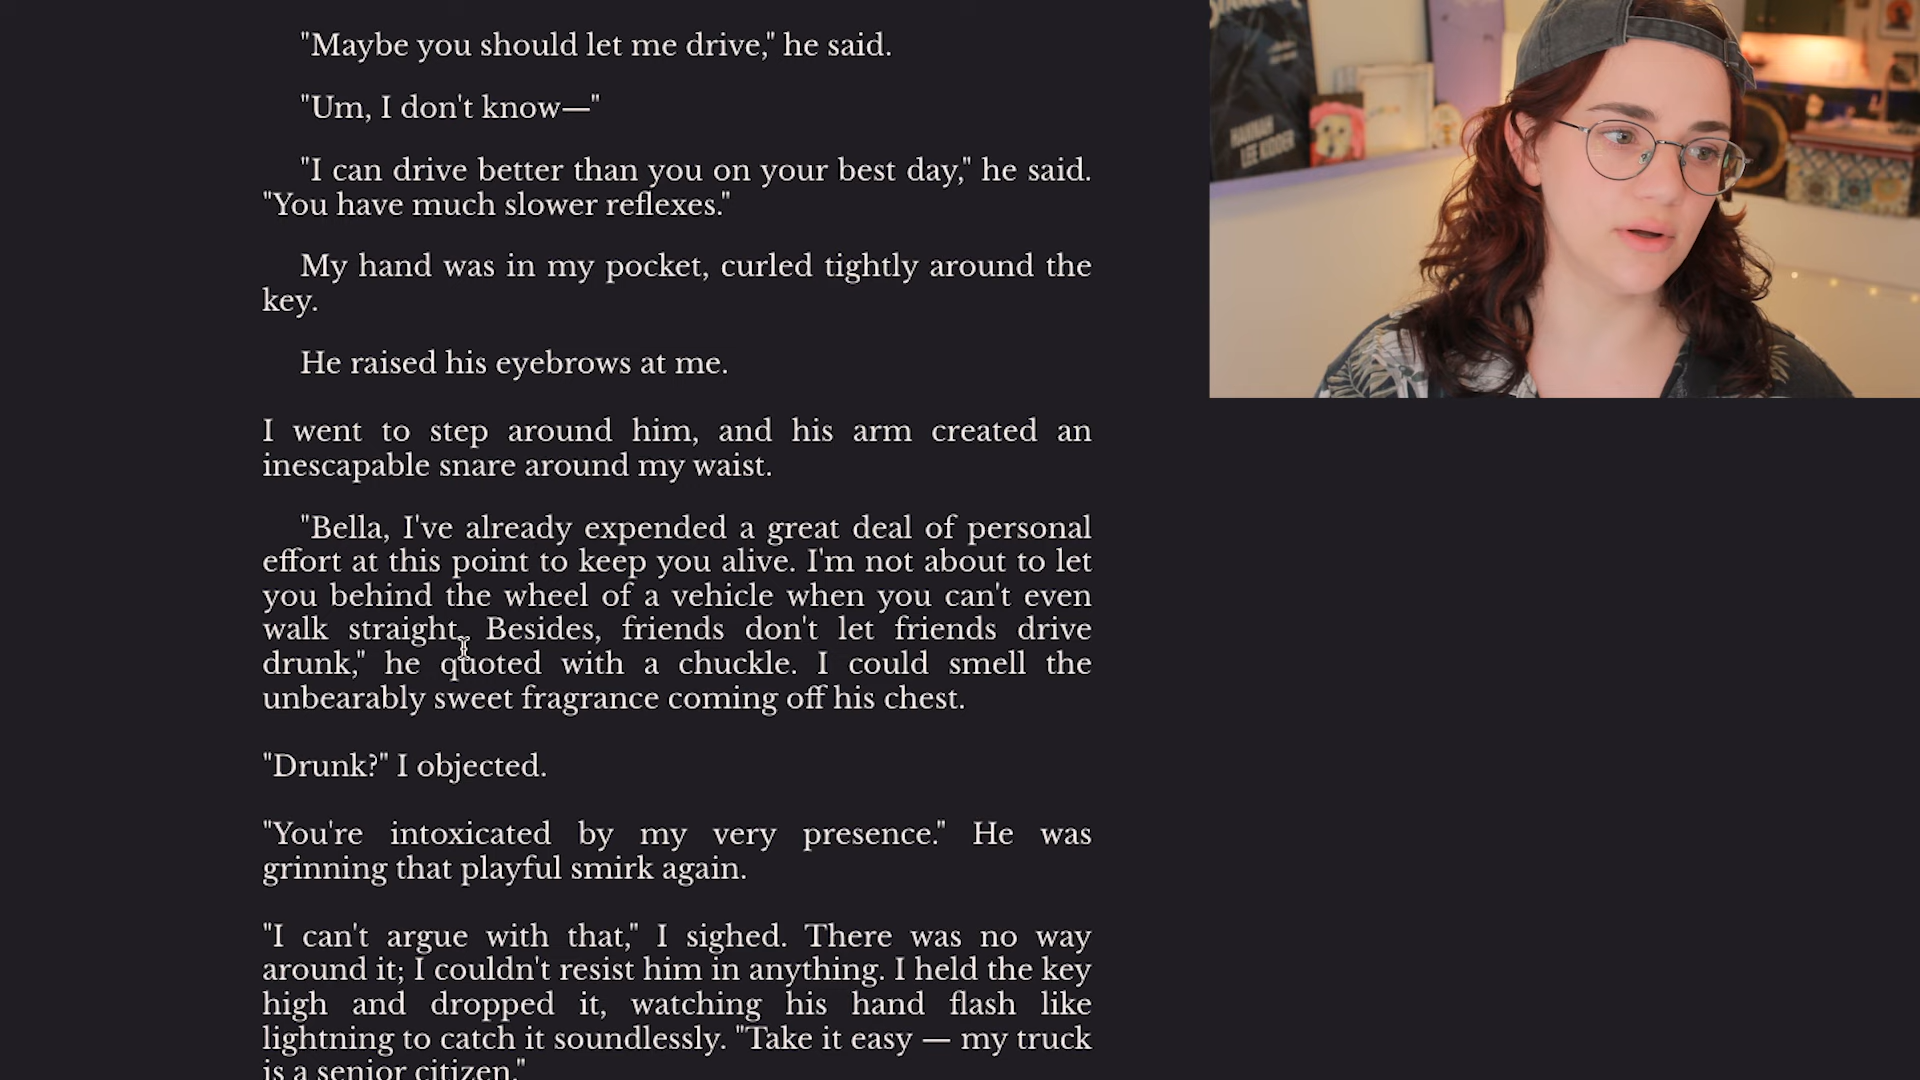 "Maybe you should let me drive," he said.
"Um, I don't know—"
"I can drive better than you on your best day," he said.
"You have much slower reflexes."
My hand was in my pocket, curled tightly around the
key.
He raised his eyebrows at me.
I went to step around him, and his arm created an
inescapable snare around my waist.
"Bella, I've already expended a great deal of personal
effort at this point to keep you alive. I'm not about to let
you behind the wheel of a vehicle when you can't even
walk straight. Besides, friends don't let friends drive
drunk," he quoted with a chuckle. I could smell the
unbearably sweet fragrance coming off his chest.
"Drunk?" I objected.
"You're intoxicated by my very presence." He was
grinning that playful smirk again.
"I can't argue with that," I sighed. There was no way
around it; I couldn't resist him in anything. I held the key
high and dropped it, watching his hand flash like
lightning to catch it soundlessly. "Take it easy — my truck
is a senior citizen."
HANNAH
LEE KIDDER